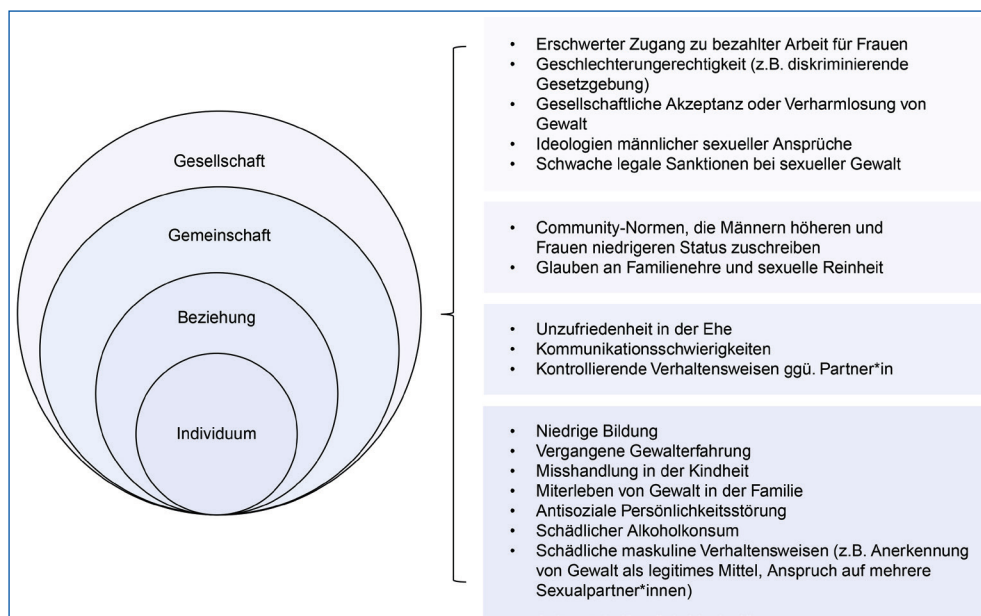 Gesellschaft
Gemeinschaft
Beziehung
Individuum
• Erschwerter Zugang zu bezahlter Arbeit für Frauen
• Geschlechterungerechtigkeit (z.B. diskriminierende
Gesetzgebung)
• Gesellschaftliche Akzeptanz oder Verharmlosung von
Gewalt
• Ideologien männlicher sexueller Ansprüche
• Schwache legale Sanktionen bei sexueller Gewalt
• Community-Normen, die Männern höheren und
Frauen niedrigeren Status zuschreiben
• Glauben an Familienehre und sexuelle Reinheit
• Unzufriedenheit in der Ehe
• Kommunikationsschwierigkeiten
• Kontrollierende Verhaltensweisen ggü. Partner*in
• Niedrige Bildung
• Vergangene Gewalterfahrung
• Misshandlung in der Kindheit
• Miterleben von Gewalt in der Familie
• Antisoziale Persönlichkeitsstörung
• Schädlicher Alkoholkonsum
• Schädliche maskuline Verhaltensweisen (z.B. Anerkennung
von Gewalt als legitimes Mittel, Anspruch auf mehrere
Sexualpartner*innen)